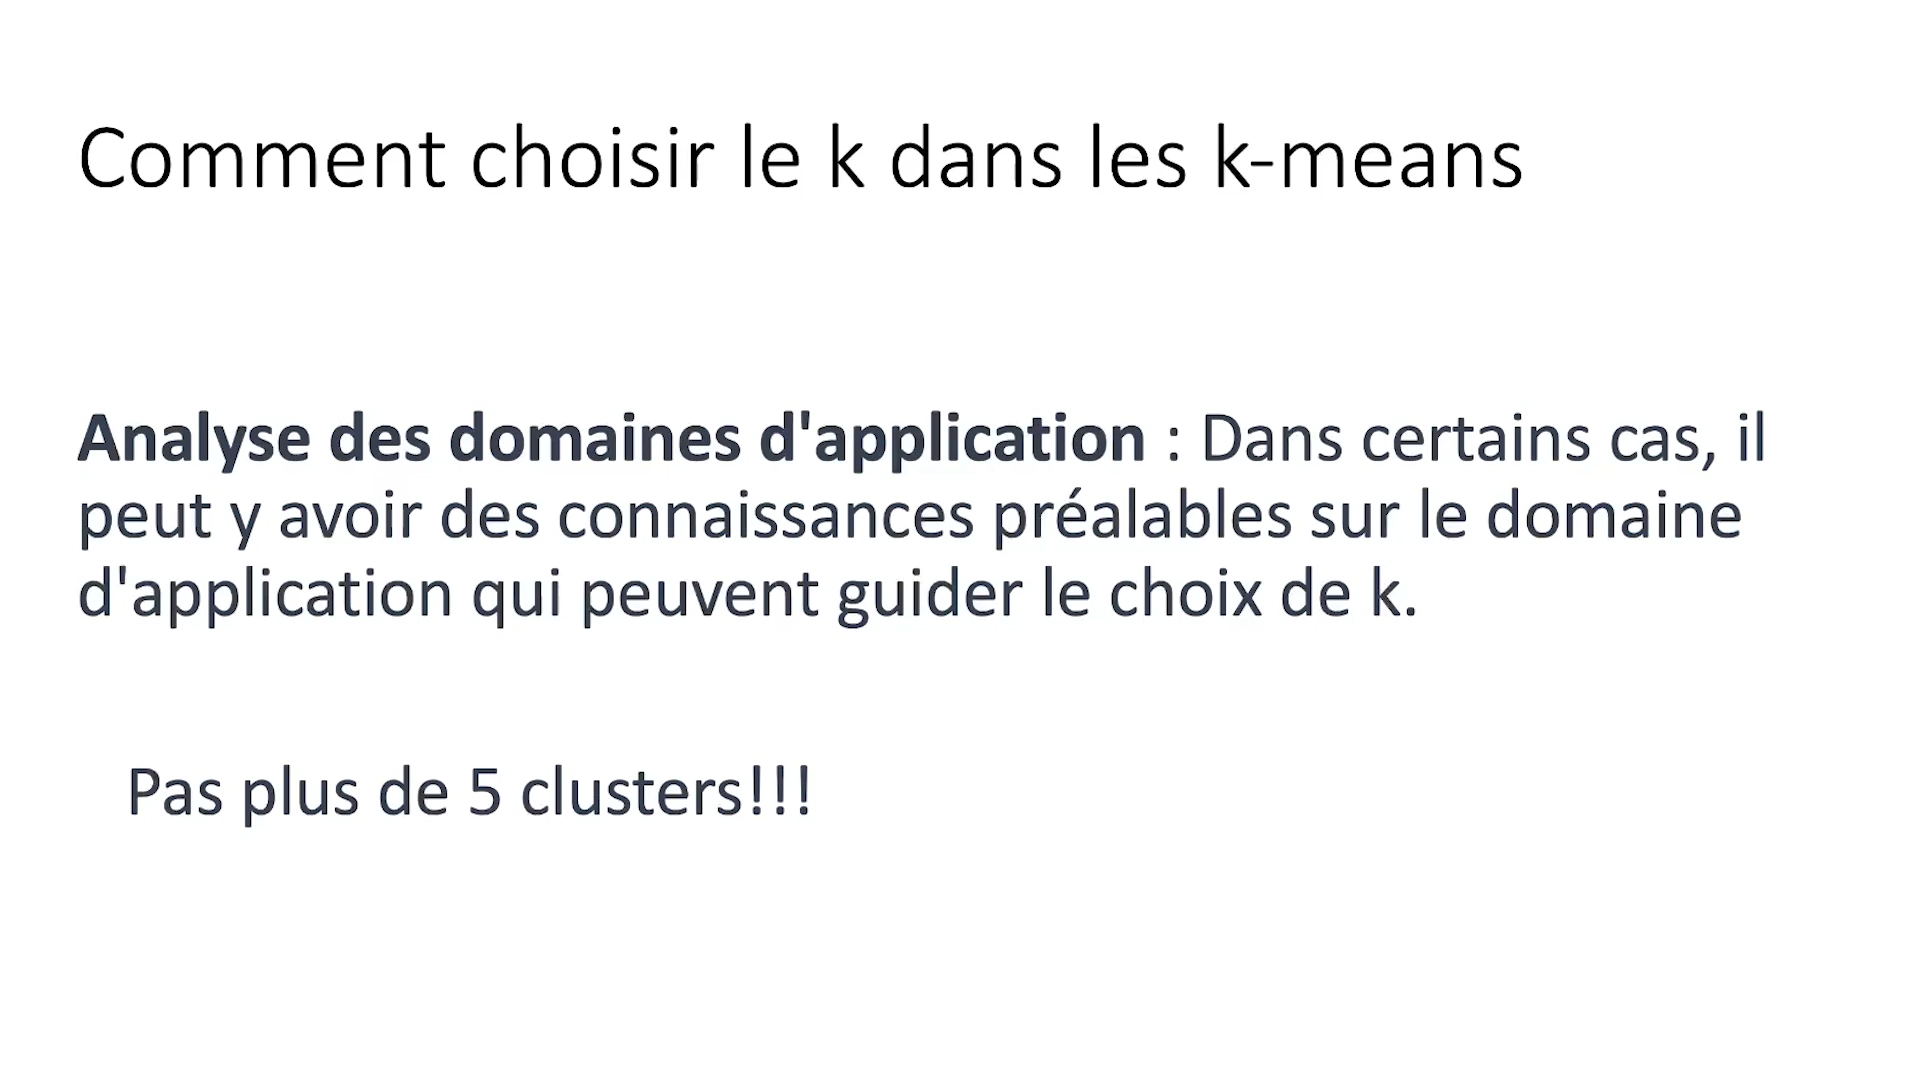 Comment choisir le k dans les k-means
Analyse des domaines d'application : Dans certains cas, il
peut y avoir des connaissances préalables sur le domaine
d'application qui peuvent guider le choix de k.
Pas plus de 5 clusters!!!